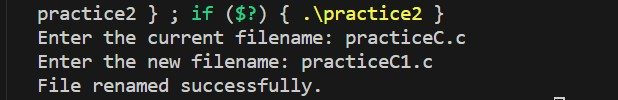 practice2 } ; if ($?) { .\practice2 }
Enter the current filename: practiceC.c
Enter the new filename: practiceC1.c
File renamed successfully.